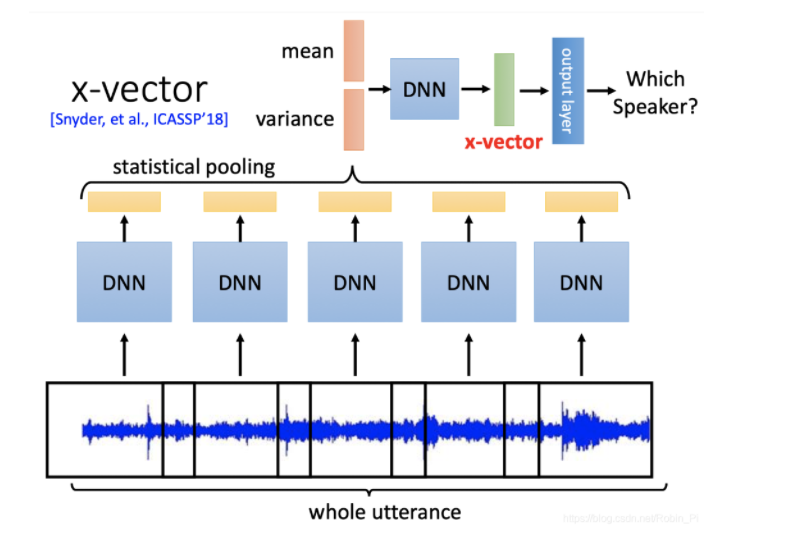 mean
x-vector
[Snyder, et al., ICASSP'18]
variance
DNN
x-vector
output layer
Which
Speaker?
statistical pooling
DNN
DNN
DNN
DNN
DNN
whole utterance
https://blog.csdn.net/Robin_Pi